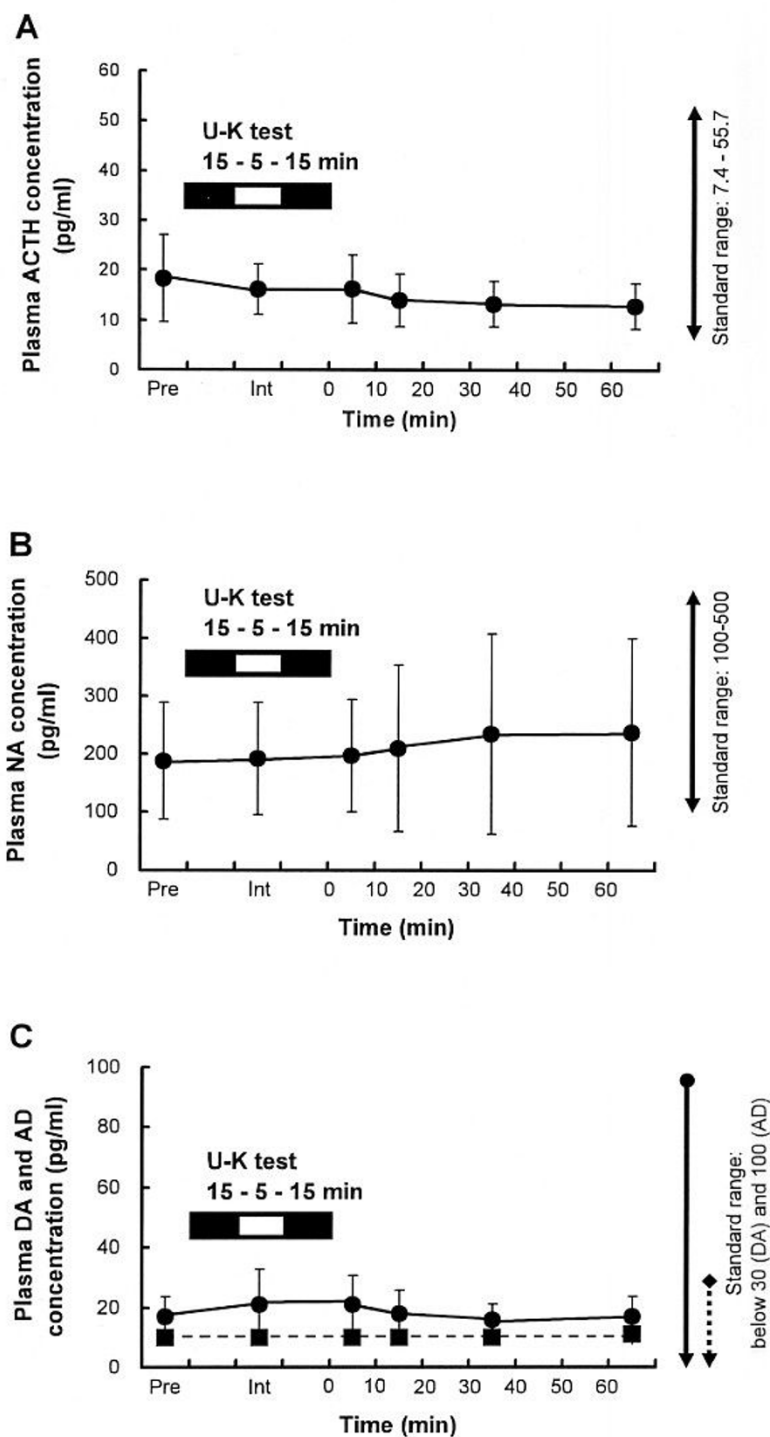 A
Plasma ACTH concentration
(pg/ml)
60
50
40
30
20
10
0
U-K test
15 - 5 - 15 min
Pre
Int
0
10
20
30
40
50
60
Time (min)
Standard range: 7.4 - 55.7
B
Plasma NA concentration
(pg/ml)
500
400
300
200
100
0
U-K test
15 - 5 - 15 min
Pre
Int
0
10
20
30
40
50
60
Time (min)
Standard range: 100-500
C
Plasma DA and AD
concentration (pg/ml)
100
80
60
40
20
0
U-K test
15 - 5 - 15 min
Pre
Int
0
10
20
30
40
50
60
Time (min)
Standard range:
below 30 (DA) and 100 (AD)